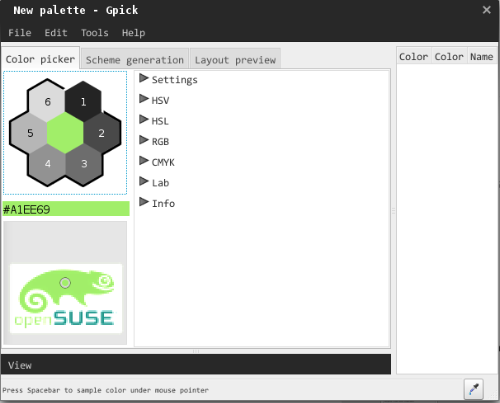 New palette - Gpick
File Edit Tools Help
Color picker Scheme generation Layout preview
Color Color Name
6 1
5 2
4 3
Settings
HSV
HSL
RGB
CMYK
Lab
Info
#A1EE69
openSUSE
View
Press Spacebar to sample color under mouse pointer